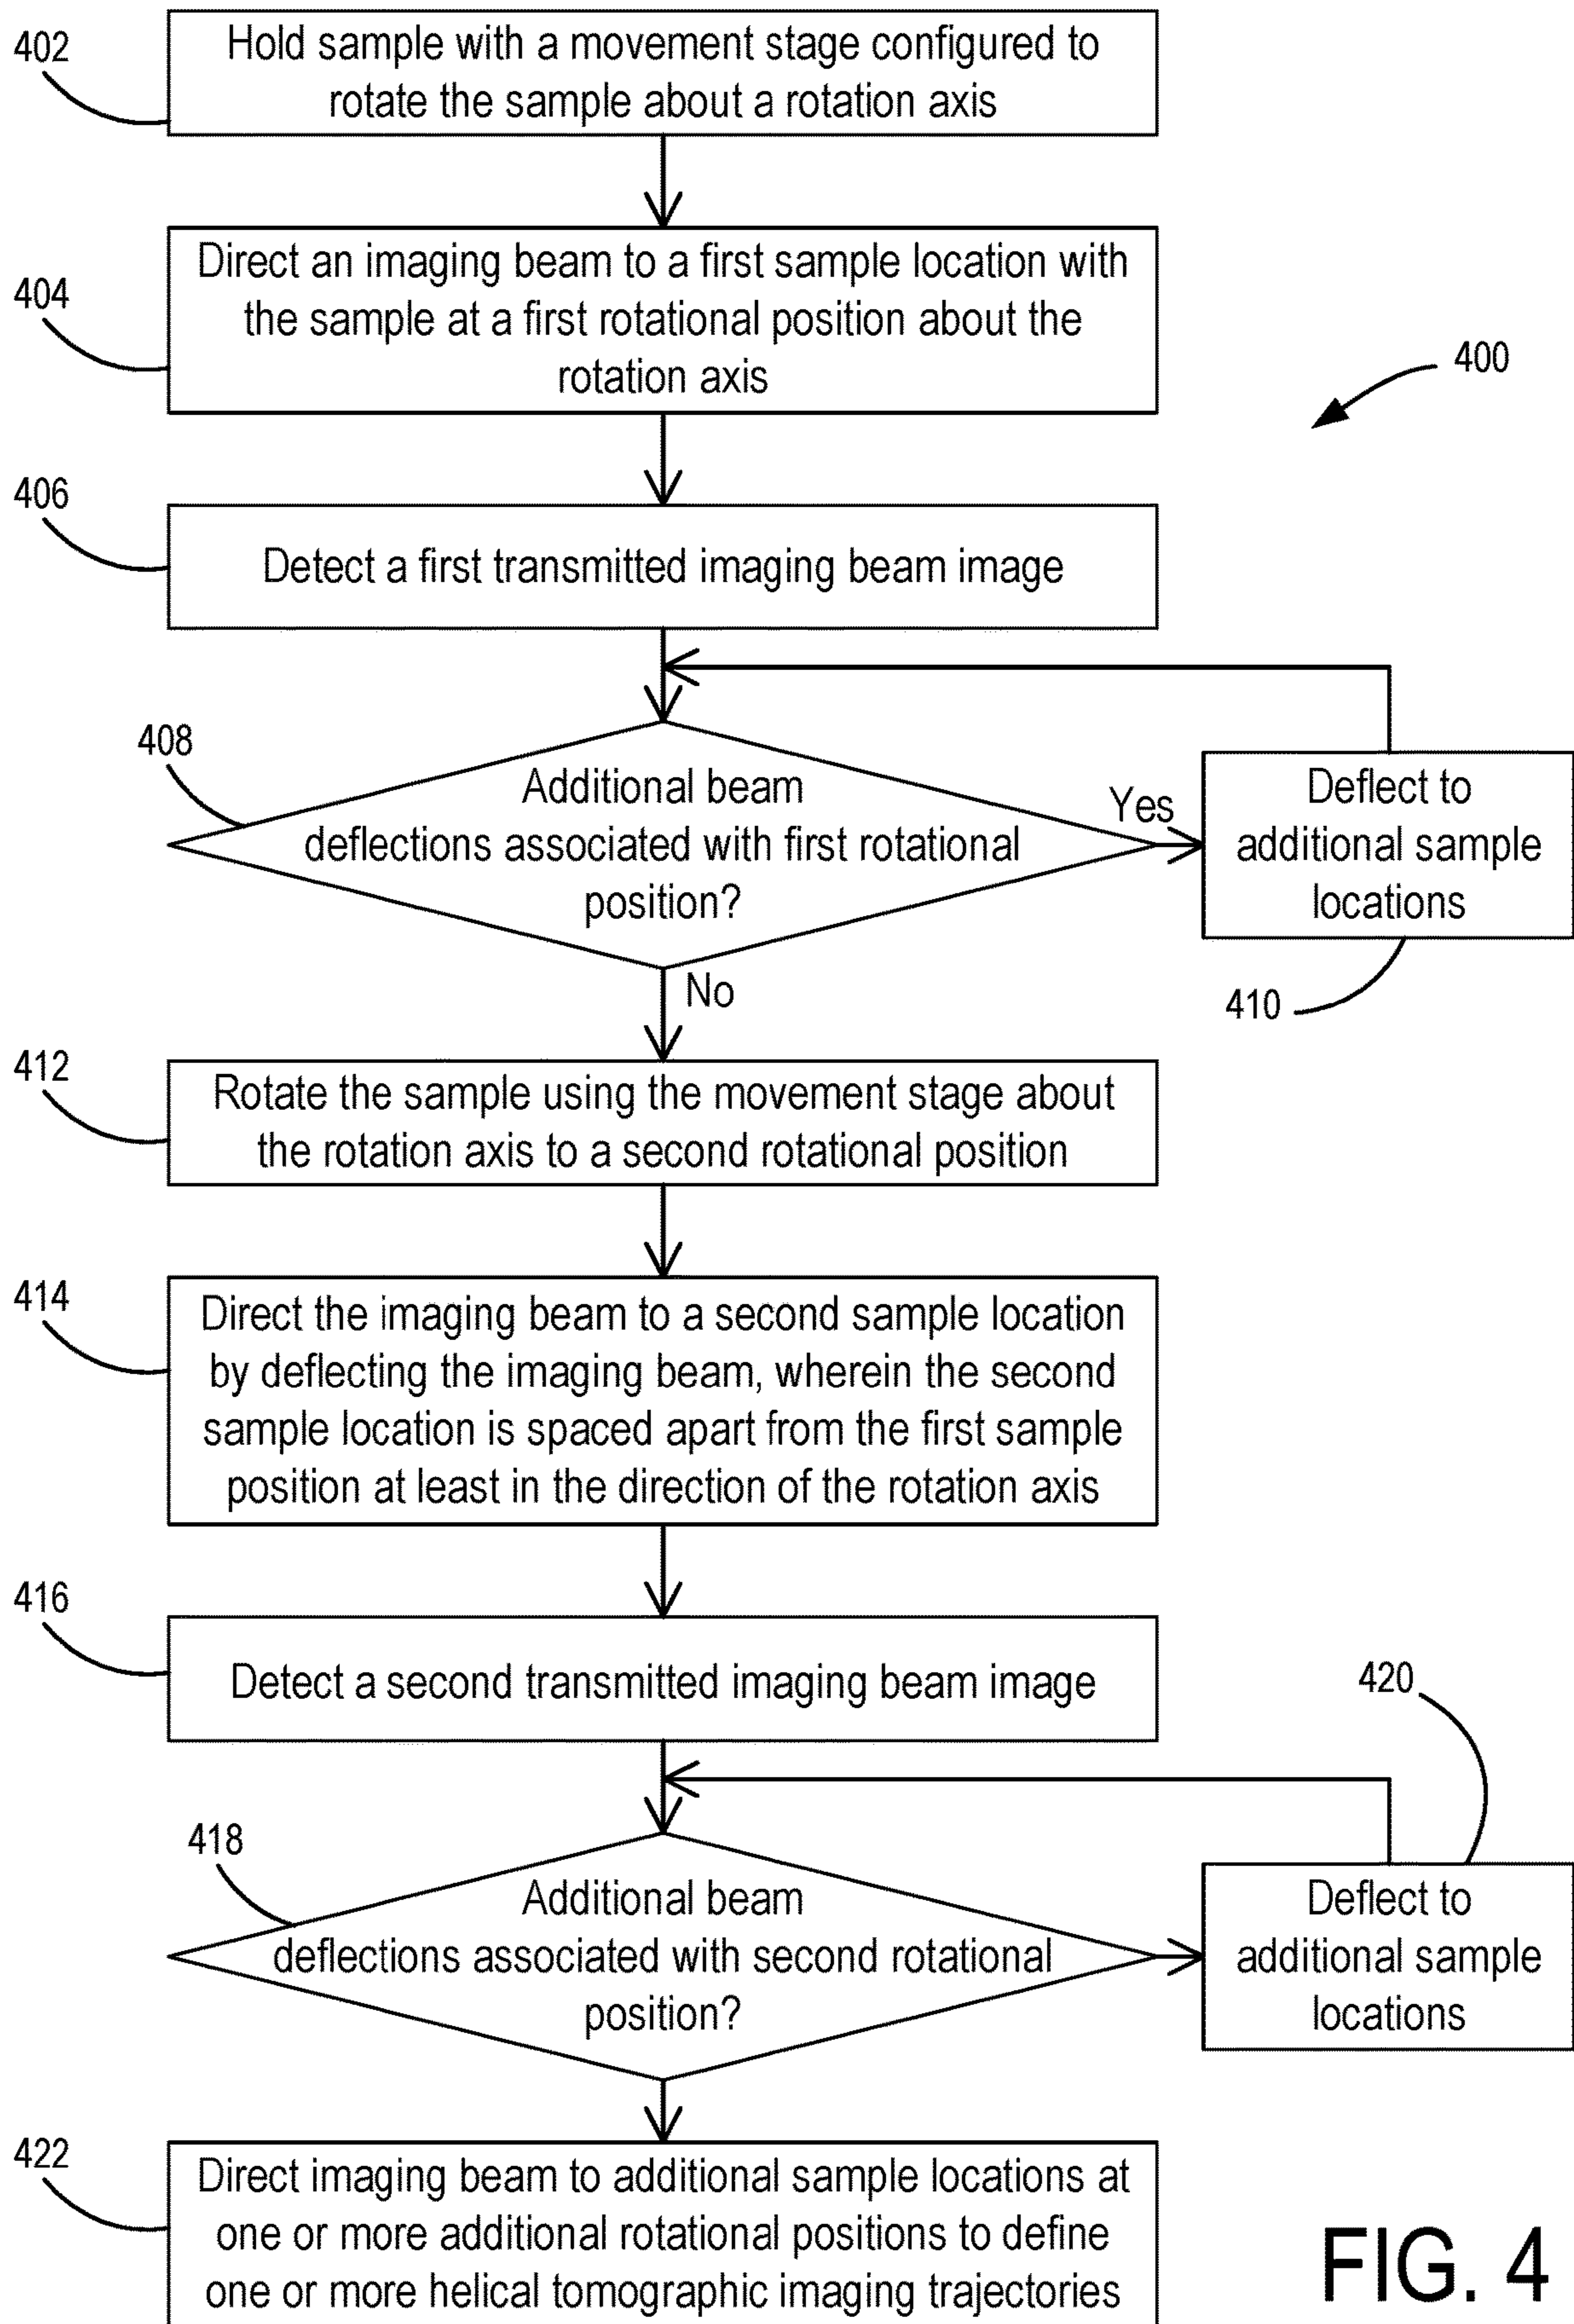 402
Hold sample with a movement stage configured to
rotate the sample about a rotation axis
404
Direct an imaging beam to a first sample location with
the sample at a first rotational position about the
rotation axis
400
406
Detect a first transmitted imaging beam image
408
Additional beam
deflections associated with first rotational
position?
Yes
Deflect to
additional sample
locations
410
No
412
Rotate the sample using the movement stage about
the rotation axis to a second rotational position
414
Direct the imaging beam to a second sample location
by deflecting the imaging beam, wherein the second
sample location is spaced apart from the first sample
position at least in the direction of the rotation axis
416
Detect a second transmitted imaging beam image
420
418
Additional beam
deflections associated with second rotational
position?
Deflect to
additional sample
locations
422
Direct imaging beam to additional sample locations at
one or more additional rotational positions to define
one or more helical tomographic imaging trajectories
FIG. 4